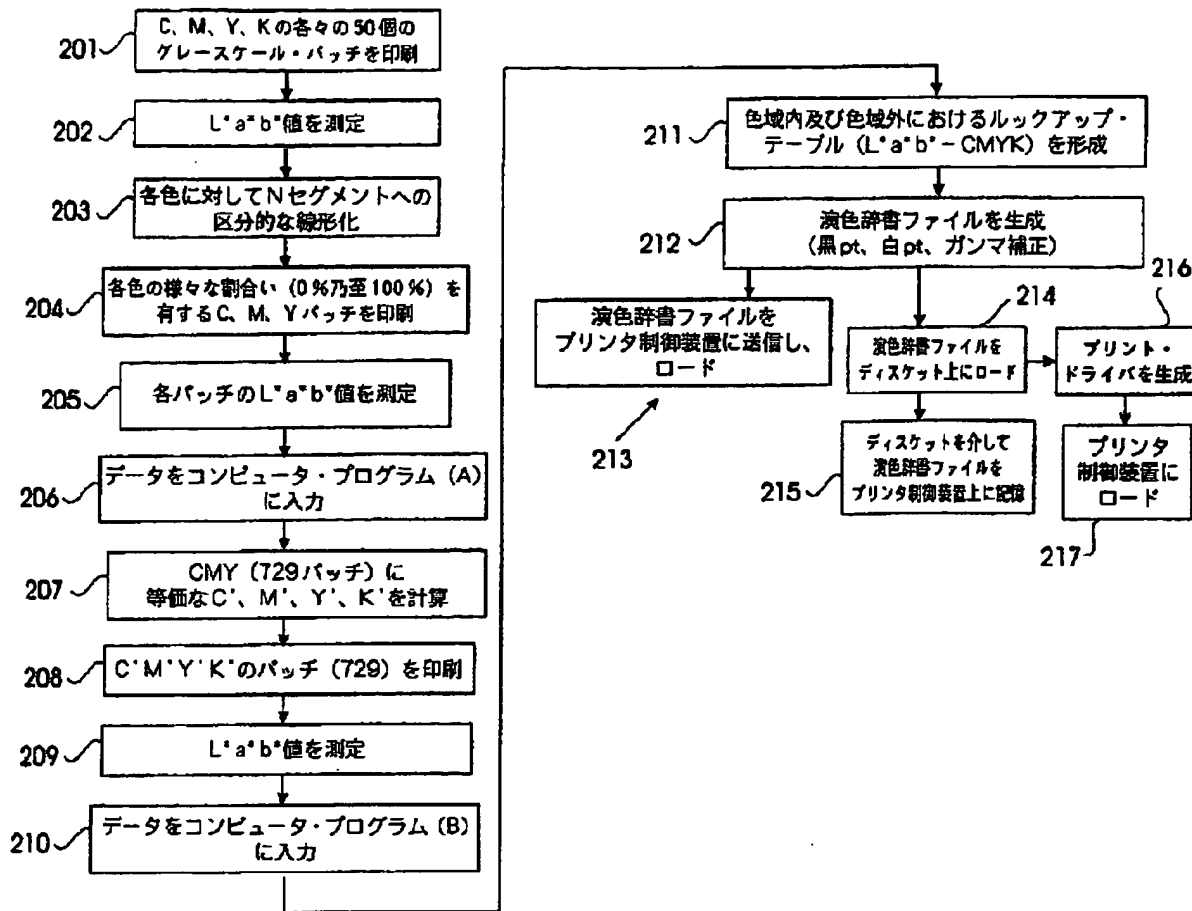 201
C、M、Y、Kの各々の50個の
グレースケール・パッチを印刷
202
L*a*b*値を測定
203
各色に対してNセグメントへの
区分的な線形化
204
各色の様々な割合い(0%乃至100%)を
有するC、M、Yパッチを印刷
205
各パッチのL*a*b*値を測定
206
データをコンピュータ・プログラム(A)
に入力
207
CMY(729パッチ)に
等価なC'、M'、Y'、K'を計算
208
C'M'Y'K'のパッチ(729)を印刷
209
L*a*b*値を測定
210
データをコンピュータ・プログラム(B)
に入力
211
色域内及び色域外におけるルックアップ・
テーブル(L*a*b*-CMYK)を形成
212
演色辞書ファイルを生成
(黒pt、白pt、ガンマ補正)
213
演色辞書ファイルを
プリンタ制御装置に送信し、
ロード
214
演色辞書ファイルを
ディスケット上にロード
215
ディスケットを介して
演色辞書ファイルを
プリンタ制御装置上に記憶
216
プリント・
ドライバを生成
217
プリンタ
制御装置に
ロード